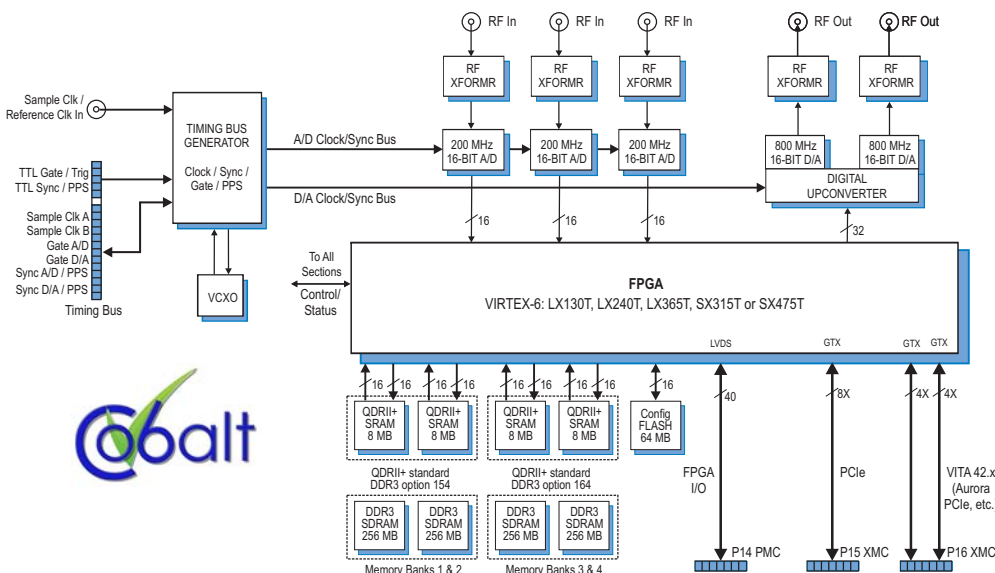 RF In
RF In
RF In
RF Out
RF Out
RF
XFORMR
RF
XFORMR
RF
XFORMR
RF
XFORMR
RF
XFORMR
Sample Clk /
Reference Clk In
TIMING BUS
GENERATOR
Clock / Sync /
Gate / PPS
A/D Clock/Sync Bus
D/A Clock/Sync Bus
200 MHz
16-BIT A/D
200 MHz
16-BIT A/D
200 MHz
16-BIT A/D
800 MHz
16-BIT D/A
800 MHz
16-BIT D/A
DIGITAL
UPCONVERTER
TTL Gate / Trig
TTL Sync / PPS
Sample Clk A
Sample Clk B
Gate A/D
Gate D/A
Sync A/D / PPS
Sync D/A / PPS
Timing Bus
VCXO
16
16
16
32
To All
Sections
Control/
Status
FPGA
VIRTEX-6: LX130T, LX240T, LX365T, SX315T or SX475T
LVDS
GTX
GTX
GTX
16
16
16
16
16
16
16
16
16
40
8X
4X
4X
QDRII+
SRAM
8 MB
QDRII+
SRAM
8 MB
QDRII+
SRAM
8 MB
QDRII+
SRAM
8 MB
Config
FLASH
64 MB
QDRII+ standard
DDR3 option 154
QDRII+ standard
DDR3 option 164
FPGA
I/O
PCIe
VITA 42.x
(Aurora
PCIe, etc.
DDR3
SDRAM
256 MB
DDR3
SDRAM
256 MB
DDR3
SDRAM
256 MB
DDR3
SDRAM
256 MB
Memory Banks 1 & 2
Memory Banks 3 & 4
P14 PMC
P15 XMC
P16 XMC
Cobalt